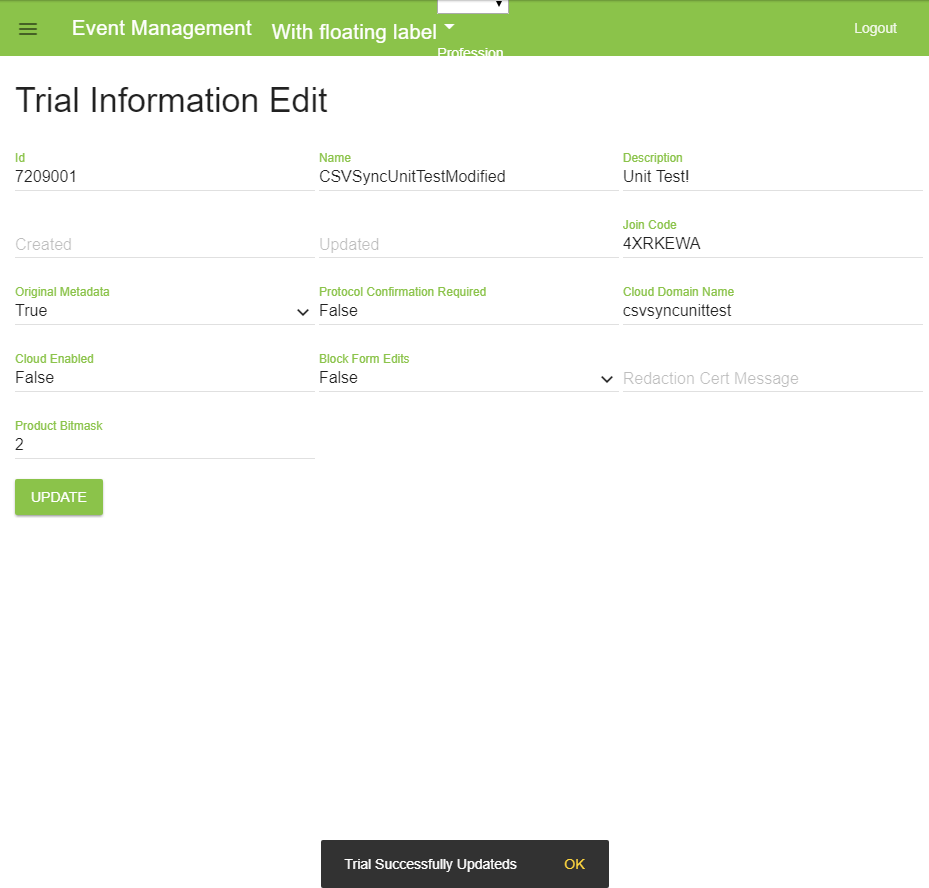 Event Management
With floating label
Profession
Logout
Trial Information Edit
Id
Name
Description
7209001
CSVSyncUnitTestModified
Unit Test!
Created
Updated
Join Code
4XRKEWA
Original Metadata
Protocol Confirmation Required
Cloud Domain Name
True
False
csvsyncunittest
Cloud Enabled
Block Form Edits
False
False
Redaction Cert Message
Product Bitmask
2
UPDATE
Trial Successfully Updateds
OK